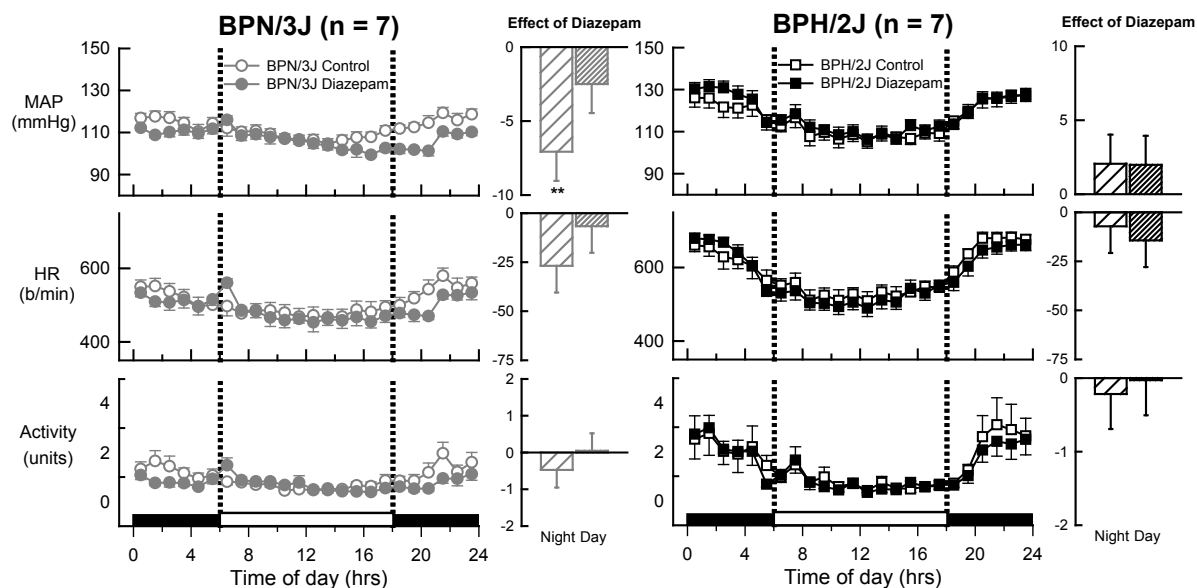 BPN/3J (n = 7)
Effect of Diazepam
BPH/2J (n = 7)
Effect of Diazepam
MAP
(mmHg)
150
130
110
90
BPN/3J Control
BPN/3J Diazepam
0
-5
-10
**
150
130
110
90
BPH/2J Control
BPH/2J Diazepam
10
5
0
HR
(b/min)
600
400
0
-25
-50
-75
600
400
0
-25
-50
-75
Activity
(units)
4
2
0
2
1
0
-1
-2
4
2
0
0
-1
-2
0 4 8 12 16 20 24
Time of day (hrs)
Night Day
0 4 8 12 16 20 24
Time of day (hrs)
Night Day